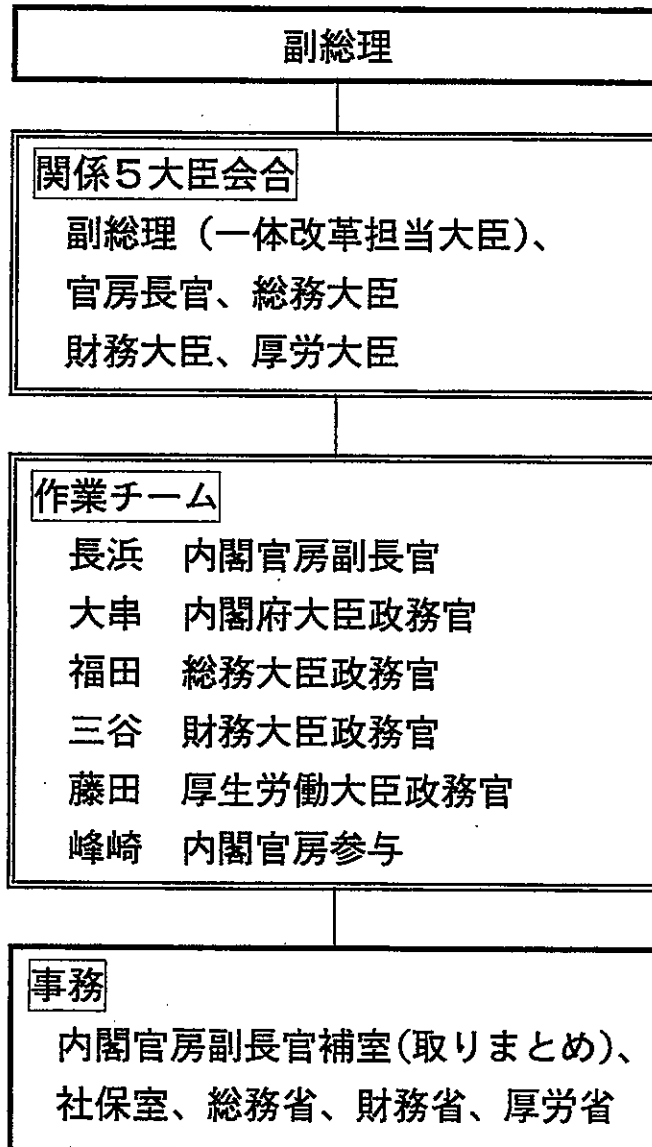 副総理
関係5大臣会合
副総理（一体改革担当大臣）、
官房長官、総務大臣
財務大臣、厚労大臣
作業チーム
長浜　内閣官房副長官
大串　内閣府大臣政務官
福田　総務大臣政務官
三谷　財務大臣政務官
藤田　厚生労働大臣政務官
峰崎　内閣官房参与
事務
内閣官房副長官補室(取りまとめ)、
社保室、総務省、財務省、厚労省